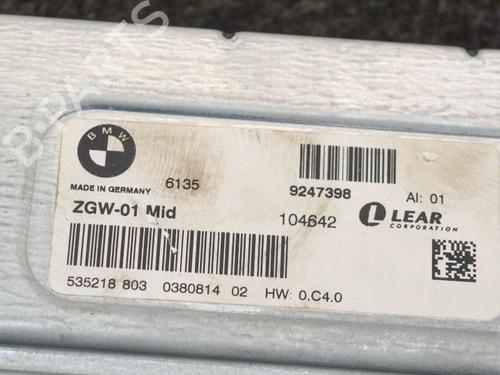 B-PARTS
BMW
MADE IN GERMANY
6135
9247398
AI: 01
ZGW-01 Mid
104642
LEAR
CORPORATION
535218 803 0380814 02 HW: 0.C4.0